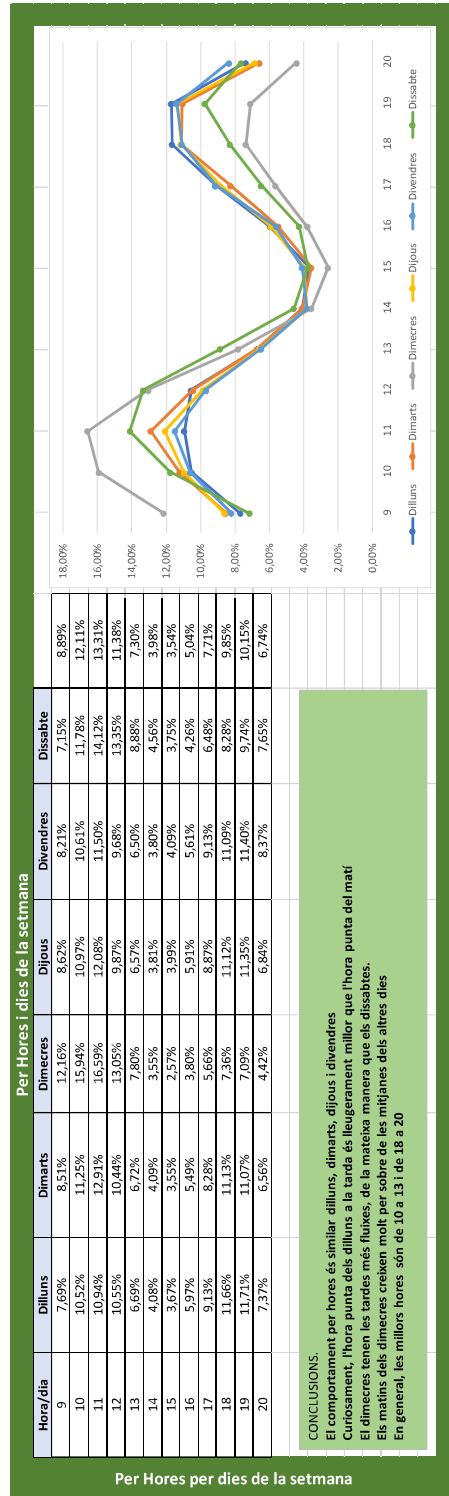 Per Hores i dies de la setmana
Per Hores per dies de la setmana
Hora/dia Dilluns Dimarts Dimecres Dijous Divendres Dissabte
9 7,69% 8,51% 12,16% 8,62% 8,21% 7,15% 8,89%
10 10,52% 11,25% 15,94% 10,97% 10,61% 11,78% 12,11%
11 10,94% 12,91% 16,59% 12,08% 11,50% 14,12% 13,31%
12 10,55% 10,44% 13,05% 9,87% 9,68% 13,35% 11,38%
13 6,69% 6,72% 7,80% 6,57% 6,50% 8,88% 7,30%
14 4,08% 4,09% 3,55% 3,81% 3,80% 4,56% 3,98%
15 3,67% 3,55% 2,57% 3,99% 4,09% 3,75% 3,54%
16 5,97% 5,49% 3,80% 5,91% 5,61% 4,26% 5,04%
17 9,13% 8,28% 5,66% 8,87% 9,13% 6,48% 7,71%
18 11,66% 11,13% 7,36% 11,12% 11,09% 8,28% 9,85%
19 11,71% 11,07% 7,09% 11,35% 11,40% 9,74% 10,15%
20 7,37% 6,56% 4,42% 6,84% 8,37% 7,65% 6,74%
CONCLUSIONS.
El comportament per hores és similar dilluns, dimarts, dijous i divendres
Curiosament, l'hora punta dels dilluns a la tarda és lleugerament millor que l'hora punta del matí
El dimecres tenen les tardes més fluixes, de la mateixa manera que els dissabtes.
Els matins dels dimecres creixen molt per sobre de les mitjanes dels altres dies
En general, les millors hores són de 10 a 13 i de 18 a 20
18,00%
16,00%
14,00%
12,00%
10,00%
8,00%
6,00%
4,00%
2,00%
0,00%
9 10 11 12 13 14 15 16 17 18 19 20
Dilluns Dimarts Dimecres Dijous Divendres Dissabte